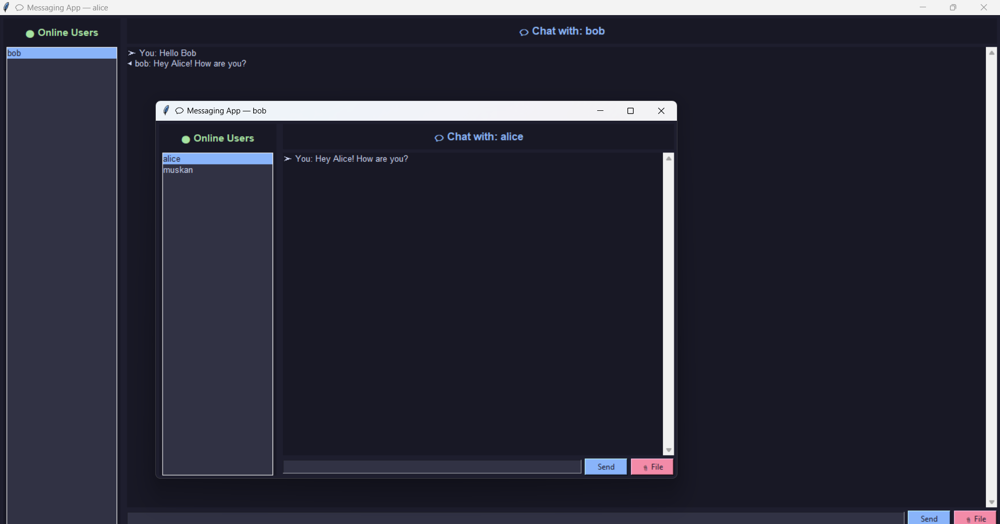 Messaging App — alice
Online Users
bob
Chat with: bob
➢ You: Hello Bob
◂ bob: Hey Alice! How are you?
Messaging App — bob
Online Users
alice
muskan
Chat with: alice
➢ You: Hey Alice! How are you?
Send
File
Send
File